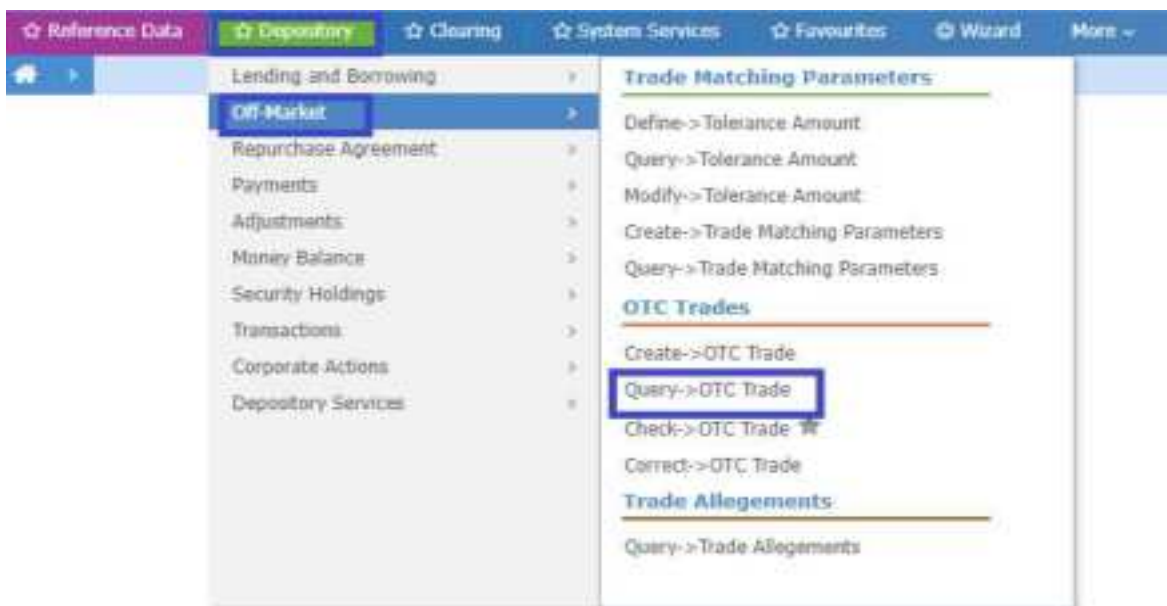 Reference Data
Depository
Clearing
System Services
Favourites
Wizard
More
Lending and Borrowing
Off-Market
Repurchase Agreement
Payments
Adjustments
Money Balance
Security Holdings
Transactions
Corporate Actions
Depository Services
Trade Matching Parameters
Define->Tolerance Amount
Query->Tolerance Amount
Modify->Tolerance Amount
Create->Trade Matching Parameters
Query->Trade Matching Parameters
OTC Trades
Create->OTC Trade
Query->OTC Trade
Check->OTC Trade
Correct->OTC Trade
Trade Allegements
Query->Trade Allegements